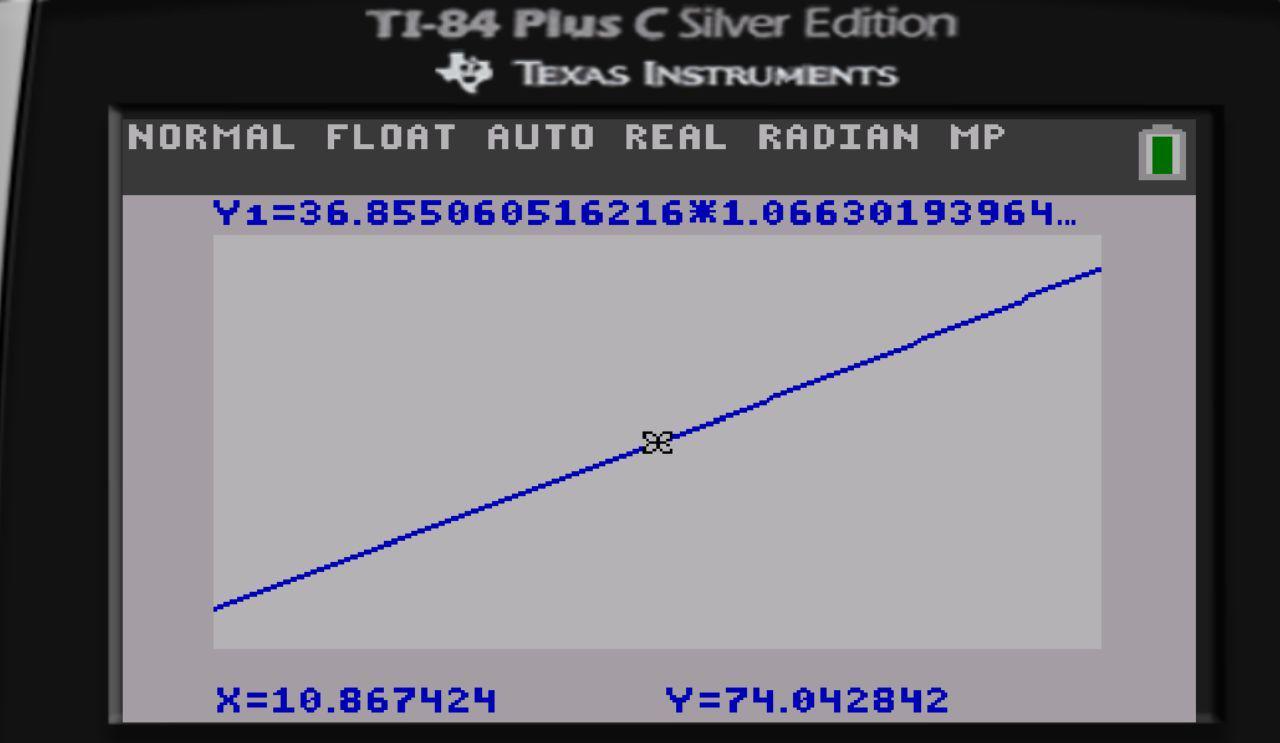 TI-84 Plus C Silver Edition
TEXAS INSTRUMENTS
NORMAL FLOAT AUTO REAL RADIAN MP
Y₁=36.855060516216*1.06630193964…
X=10.867424 Y=74.042842